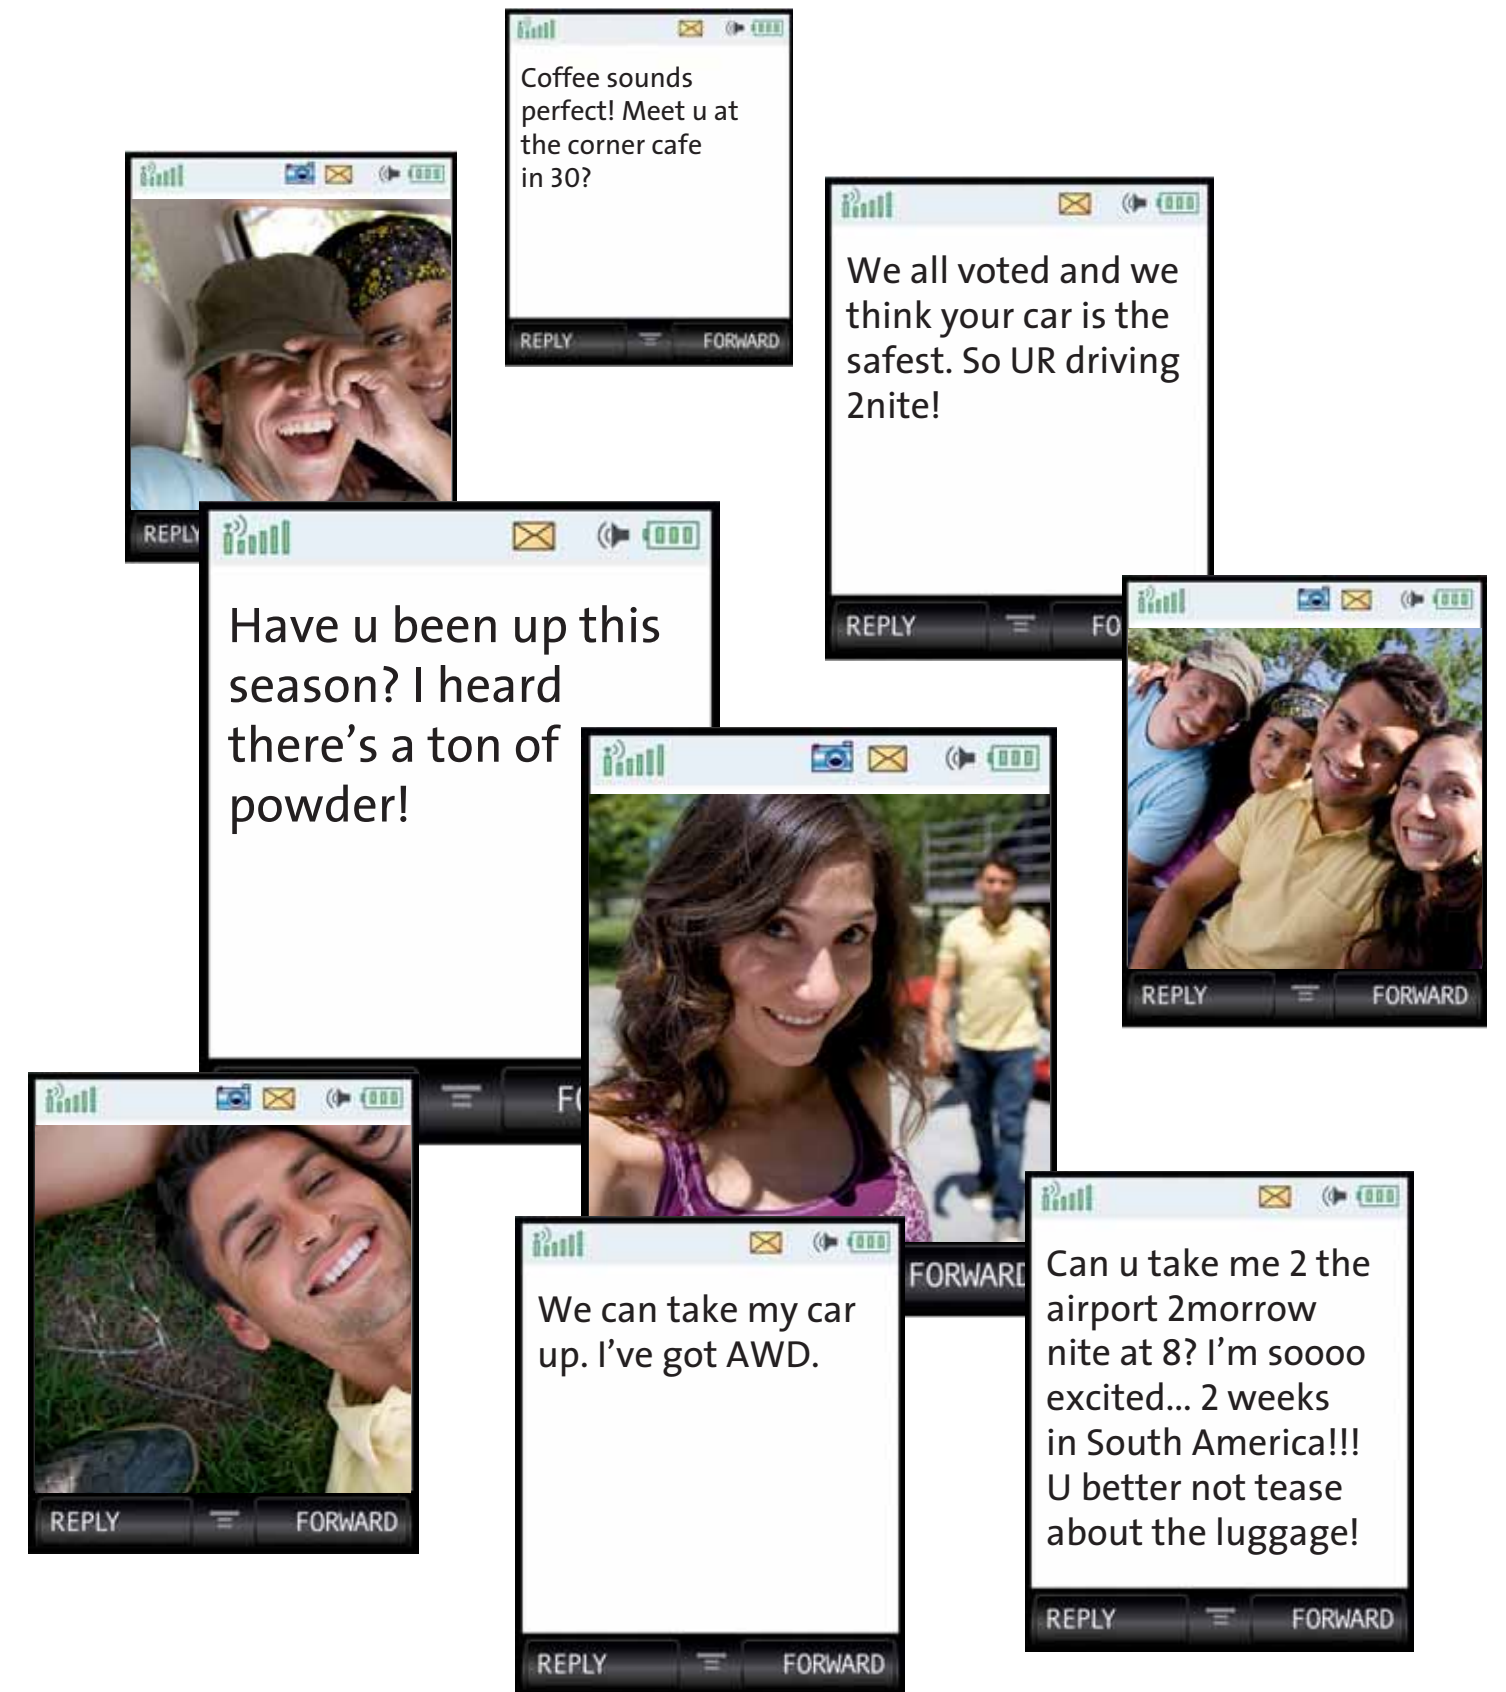 Coffee sounds
perfect! Meet u at
the corner cafe
in 30?
REPLY
FORWARD
REPLY
We all voted and we
think your car is the
safest. So UR driving
2nite!
REPLY
FO
Have u been up this
season? I heard
there's a ton of
powder!
F
REPLY
FORWARD
FORWARD
REPLY
FORWARD
We can take my car
up. I've got AWD.
REPLY
FORWARD
Can u take me 2 the
airport 2morrow
nite at 8? I'm soooo
excited... 2 weeks
in South America!!!
U better not tease
about the luggage!
REPLY
FORWARD